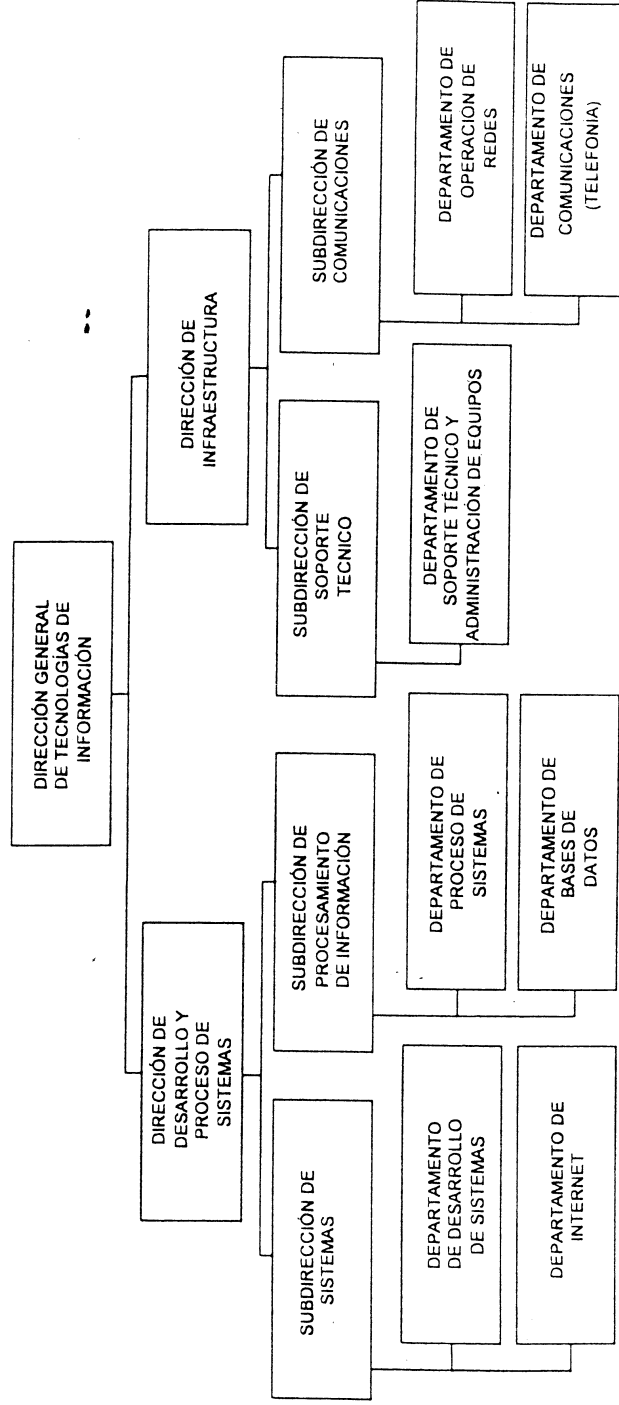 DIRECCIÓN GENERAL
DE TECNOLOGÍAS DE
INFORMACIÓN
DIRECCIÓN DE
DESARROLLO Y
PROCESO DE
SISTEMAS
DIRECCIÓN DE
INFRAESTRUCTURA
SUBDIRECCIÓN DE
SISTEMAS
SUBDIRECCIÓN DE
PROCESAMIENTO
DE INFORMACIÓN
SUBDIRECCIÓN DE
SOPORTE
TECNICO
SUBDIRECCIÓN DE
COMUNICACIONES
DEPARTAMENTO
DE DESARROLLO
DE SISTEMAS
DEPARTAMENTO DE
INTERNET
DEPARTAMENTO DE
PROCESO DE
SISTEMAS
DEPARTAMENTO DE
BASES DE
DATOS
DEPARTAMENTO DE
SOPORTE TÉCNICO Y
ADMINISTRACIÓN DE EQUIPOS
DEPARTAMENTO DE
OPERACIÓN DE
REDES
DEPARTAMENTO DE
COMUNICACIONES
(TELEFONIA)